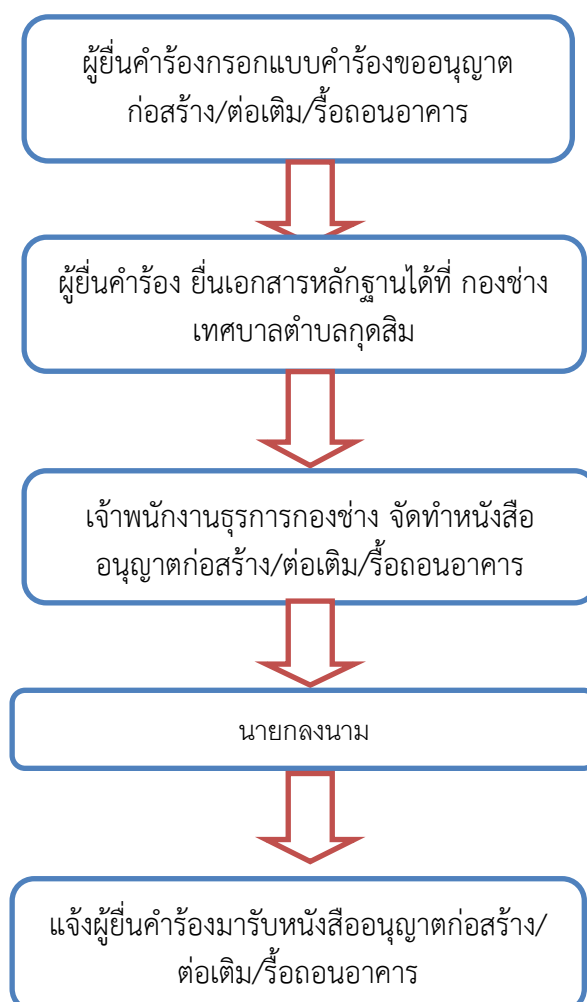 ผู้ยื่นคำร้องกรอกแบบคำร้องขออนุญาต
ก่อสร้าง/ต่อเติม/รื้อถอนอาคาร
ผู้ยื่นคำร้อง ยื่นเอกสารหลักฐานได้ที่ กองช่าง
เทศบาลตำบลกุดสิม
เจ้าพนักงานธุรการกองช่าง จัดทำหนังสือ
อนุญาตก่อสร้าง/ต่อเติม/รื้อถอนอาคาร
นายกลงนาม
แจ้งผู้ยื่นคำร้องมารับหนังสืออนุญาตก่อสร้าง/
ต่อเติม/รื้อถอนอาคาร